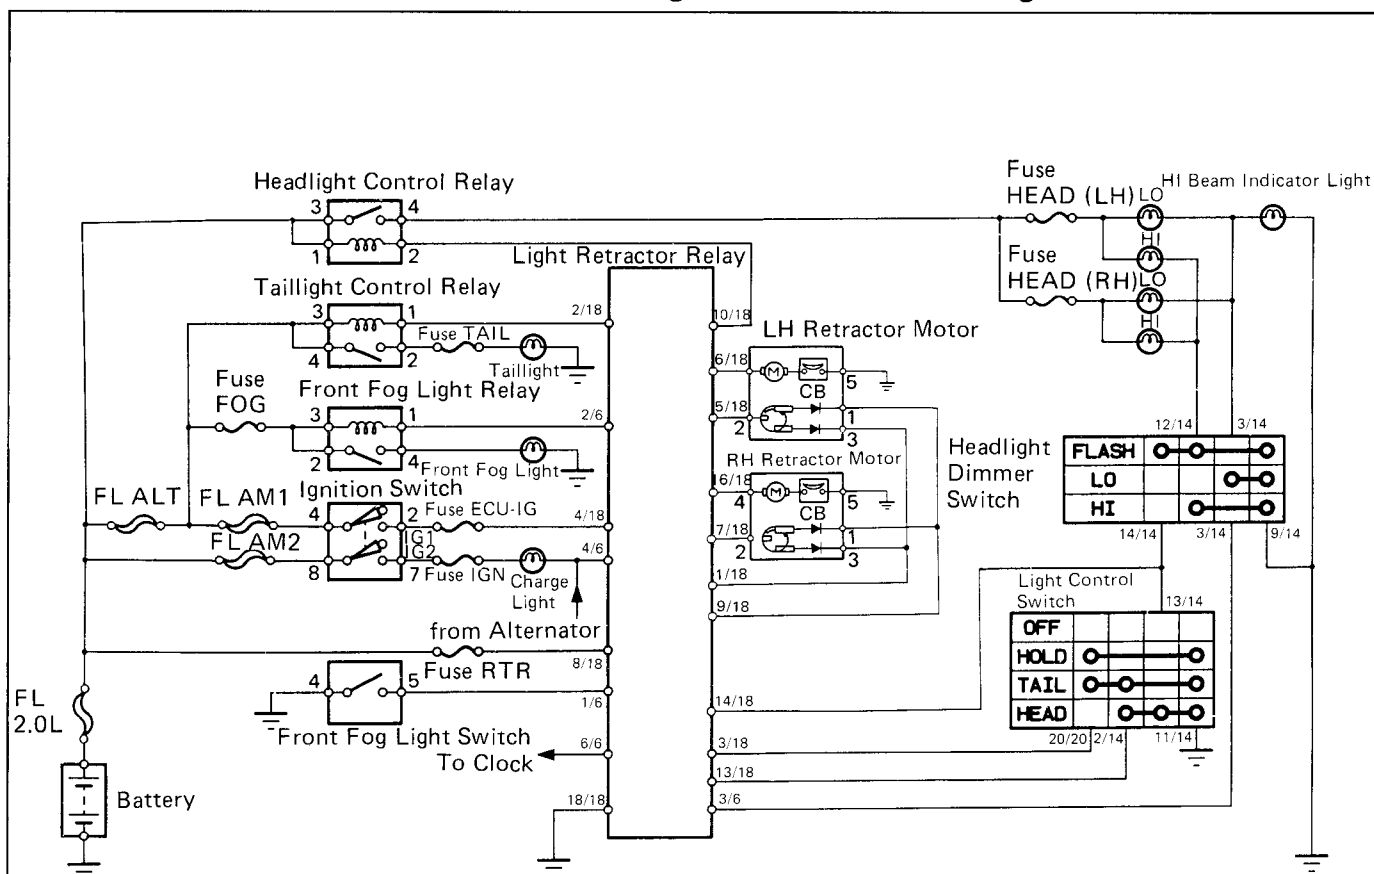 Fuse
HEAD (LH) LO
HI Beam Indicator Light
HI
Fuse
HEAD (RH) LO
HI
Headlight Control Relay
3
4
1
2
Light Retractor Relay
Taillight Control Relay
3
1
2/18
Fuse TAIL
4
2
Taillight
10/18
LH Retractor Motor
6/18
M
5
CB
5/18
2
1
3
Fuse
FOG
Front Fog Light Relay
3
1
2/6
2
4
Front Fog Light
RH Retractor Motor
4
M
5
CB
7/18
2
1
3
Headlight
Dimmer
Switch
12/14
3/14
FLASH
LO
HI
14/14
3/14
9/14
FL ALT
FL AM1
Ignition Switch
4
2
Fuse ECU-IG
4/18
IG1
FL AM2
IG2
4/6
8
7
Fuse IGN
Charge
Light
1/18
9/18
from Alternator
Fuse RTR
8/18
Light Control
Switch
13/14
OFF
HOLD
TAIL
HEAD
20/20
2/14
11/14
4
5
1/6
Front Fog Light Switch
14/18
6/6
To Clock
3/18
13/18
18/18
3/6
FL
2.0L
Battery